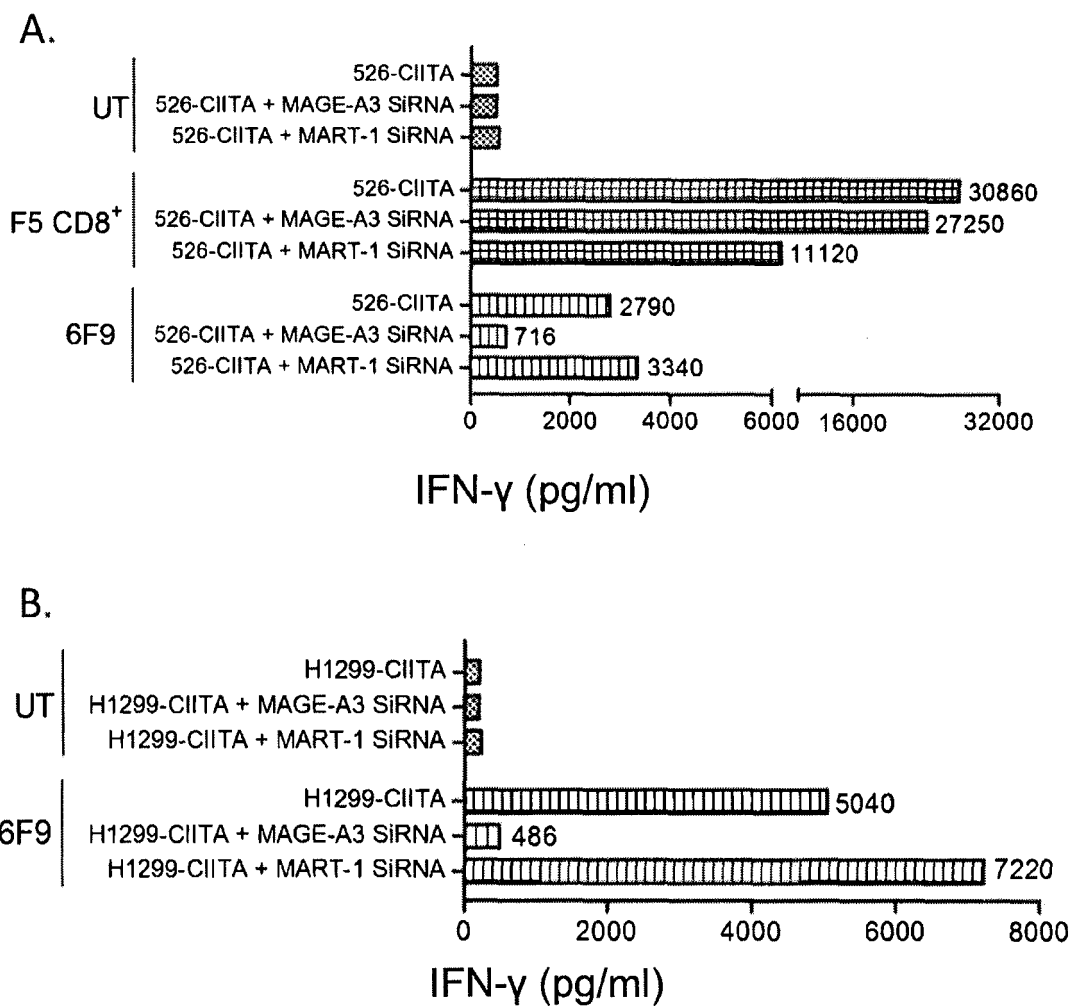 A.
UT
526-CIITA
526-CIITA + MAGE-A3 SiRNA
526-CIITA + MART-1 SiRNA
F5 CD8+
526-CIITA 30860
526-CIITA + MAGE-A3 SiRNA 27250
526-CIITA + MART-1 SiRNA 11120
6F9
526-CIITA 2790
526-CIITA + MAGE-A3 SiRNA 716
526-CIITA + MART-1 SiRNA 3340
0 2000 4000 6000 16000 32000
IFN-γ (pg/ml)
B.
UT
H1299-CIITA
H1299-CIITA + MAGE-A3 SiRNA
H1299-CIITA + MART-1 SiRNA
6F9
H1299-CIITA 5040
H1299-CIITA + MAGE-A3 SiRNA 486
H1299-CIITA + MART-1 SiRNA 7220
0 2000 4000 6000 8000
IFN-γ (pg/ml)